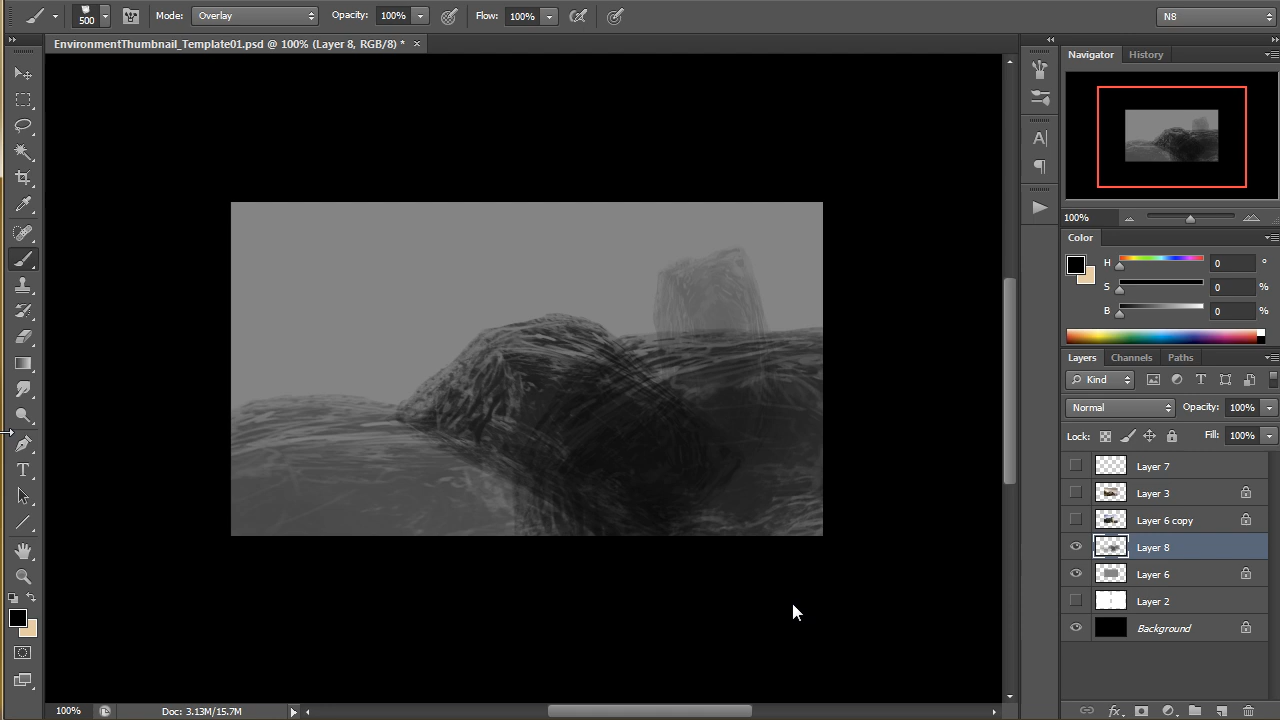 500 Mode: Overlay Opacity: 100% Flow: 100% N8
EnvironmentThumbnail_Template01.psd @ 100% (Layer 8, RGB/8) * ×
Navigator History
100%
Color
H 0 °
S 0 %
B 0 %
Layers Channels Paths
Kind
Normal Opacity: 100%
Lock: Fill: 100%
Layer 7
Layer 3
Layer 6 copy
Layer 8
Layer 6
Layer 2
Background
100% Doc: 3.13M/15.7M